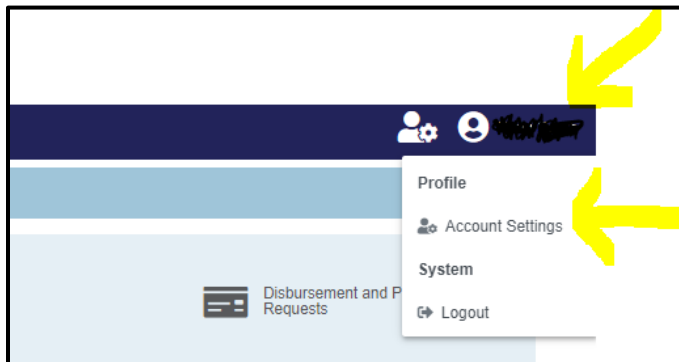 Profile
Account Settings
System
Disbursement and P
Requests
Logout